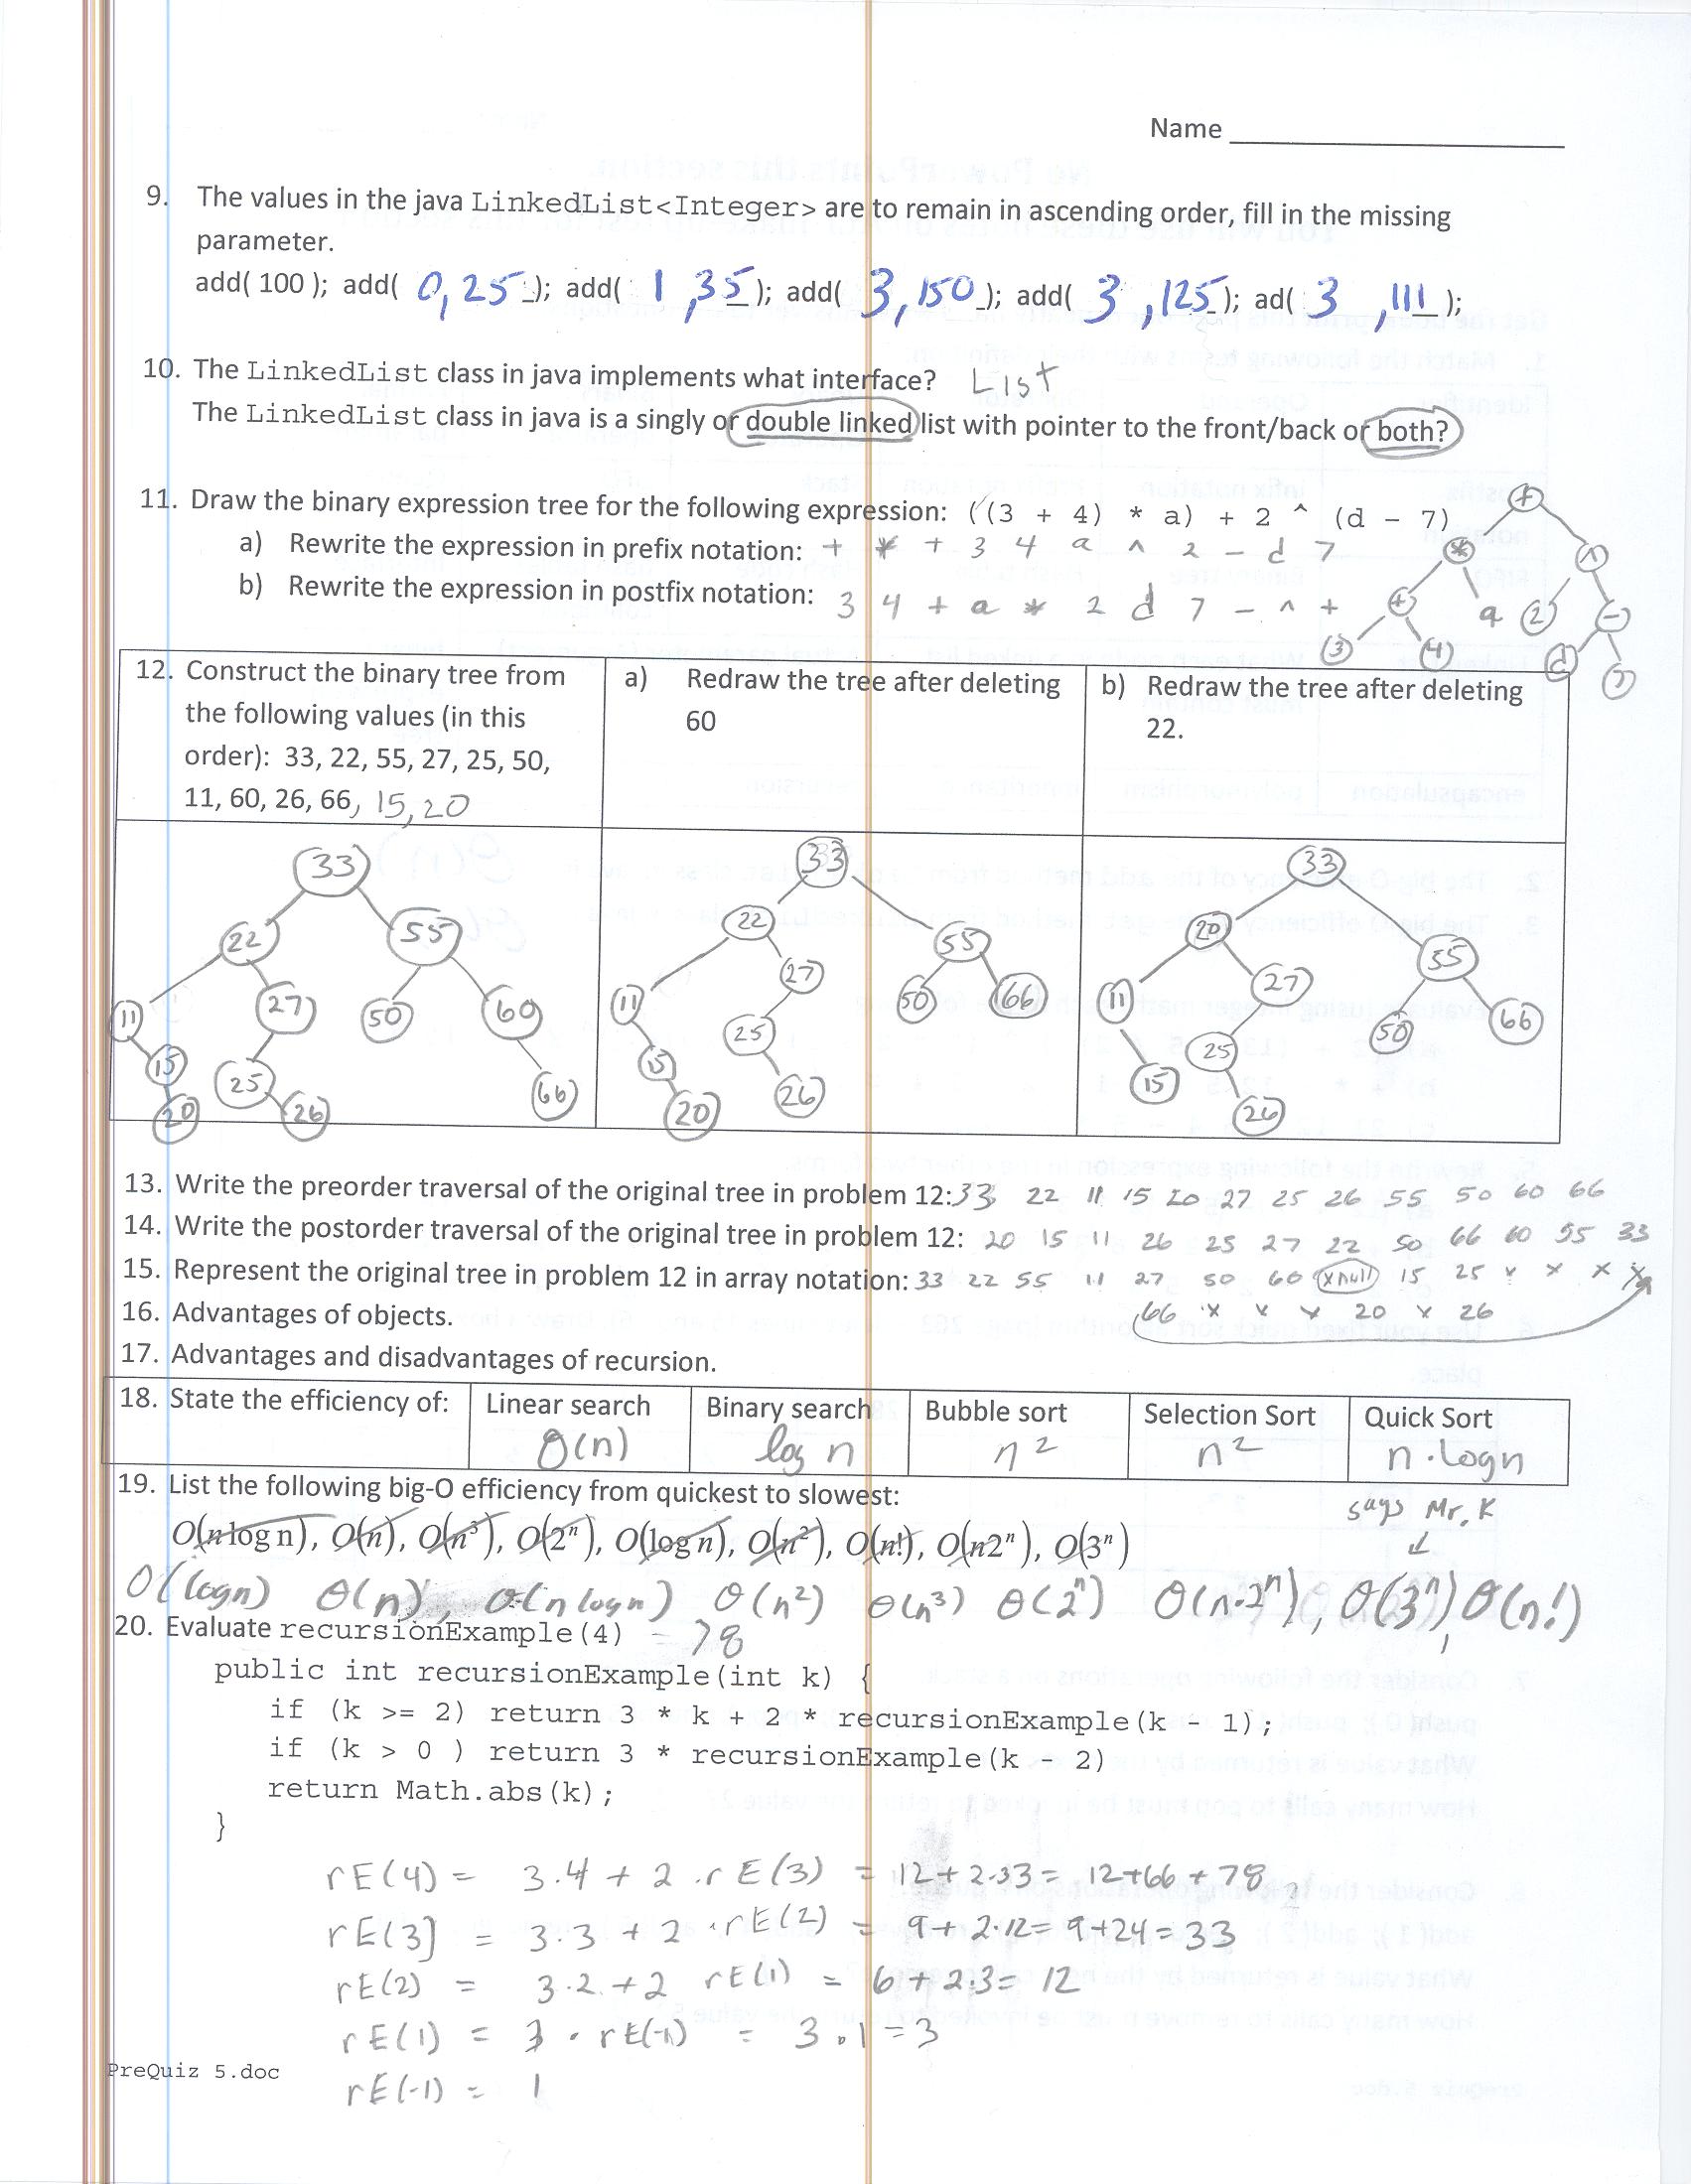 Name
9. The values in the java LinkedList<Integer> are to remain in ascending order, fill in the missing
parameter.
add( 100 ); add( 0, 25 ); add( 1 , 35 ); add( 3, 150 ); add( 3 , 125 ); ad( 3 , 111 );
10. The LinkedList class in java implements what interface? List
The LinkedList class in java is a singly or double linked list with pointer to the front/back or both?
11. Draw the binary expression tree for the following expression: ((3 + 4) * a) + 2 ^ (d - 7)
a) Rewrite the expression in prefix notation: + * + 3 4 a ^ 2 - d 7
b) Rewrite the expression in postfix notation: 3 4 + a * 2 d 7 - ^ +
+
* ^
+ a 2 -
3 4 d 7
12. Construct the binary tree from
the following values (in this
order): 33, 22, 55, 27, 25, 50,
11, 60, 26, 66, 15, 20
a) Redraw the tree after deleting
60
b) Redraw the tree after deleting
22.
33
22 55
11 27 50 60
15 25 66
20 26
33
22 55
11 27 50 66
15 25
20 26
33
20 55
11 27 50 66
15 25
26
13. Write the preorder traversal of the original tree in problem 12: 33 22 11 15 20 27 25 26 55 50 60 66
14. Write the postorder traversal of the original tree in problem 12: 20 15 11 26 25 27 22 50 66 60 55 33
15. Represent the original tree in problem 12 in array notation: 33 22 55 11 27 50 60 (x null) 15 25 x x x x
66 x x x 20 x 26
16. Advantages of objects.
17. Advantages and disadvantages of recursion.
18. State the efficiency of: Linear search Binary search Bubble sort Selection Sort Quick Sort
O(n) log n n² n² n·logn
19. List the following big-O efficiency from quickest to slowest:
says Mr. K
↓
O(n log n), O(n), O(n³), O(2ⁿ), O(log n), O(n²), O(n!), O(n2ⁿ), O(3ⁿ)
O(logn) O(n), O(n logn) O(n²) O(n³) O(2ⁿ) O(n·2ⁿ), O(3ⁿ), O(n!)
20. Evaluate recursionExample(4) - 78
public int recursionExample(int k) {
if (k >= 2) return 3 * k + 2 * recursionExample(k - 1);
if (k > 0 ) return 3 * recursionExample(k - 2)
return Math.abs(k);
}
rE(4) = 3·4 + 2 ·rE(3) = 12 + 2·33 = 12+66 + 78
rE(3) = 3·3 + 2 ·rE(2) = 9 + 2·12 = 9+24 = 33
rE(2) = 3·2 + 2 rE(1) = 6 + 2·3 = 12
rE(1) = 3 · rE(-1) = 3·1 = 3
rE(-1) = 1
PreQuiz 5.doc